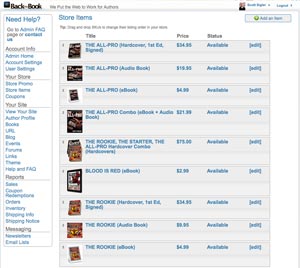 Back the Book
We Put the Web to Work for Authors
Scott Sigler
Logout
Need Help?
Go to Admin FAQ
page or contact
us
Account Info
Admin Home
Account Settings
User Settings
Your Store
Store Promo
Store Items
Coupons
Your Site
View Your Site
Author Profile
Books
URL
Blog
Events
Forums
Links
Theme
Help and FAQ
Reports
Sales
Coupon
Redemptions
Orders
Inventory
Shipping Info
Shipping Notice
Messaging
Newsletters
Email Lists
Store Items
Add an Item
Tip: Drag any SKUs to change their listing order in your store.
Title Price Status
THE ALL-PRO (Hardcover, 1st Ed, Signed) $34.95 Available [edit]
THE ALL-PRO (Audio Book) $19.95 Available [edit]
THE ALL-PRO (eBook) $4.99 Available [edit]
THE ALL-PRO Combo (eBook + Audio Book) $21.99 Available [edit]
THE ROOKIE, THE STARTER, THE ALL-PRO Hardcover Combo (Hardcovers) $75.00 Available [edit]
BLOOD IS RED (eBook) $2.99 Available [edit]
THE ROOKIE (Hardcover, 1st Ed, Signed) $34.95 Available [edit]
THE ROOKIE (Audio Book) $9.95 Available [edit]
THE ROOKIE (eBook) $4.99 Available [edit]